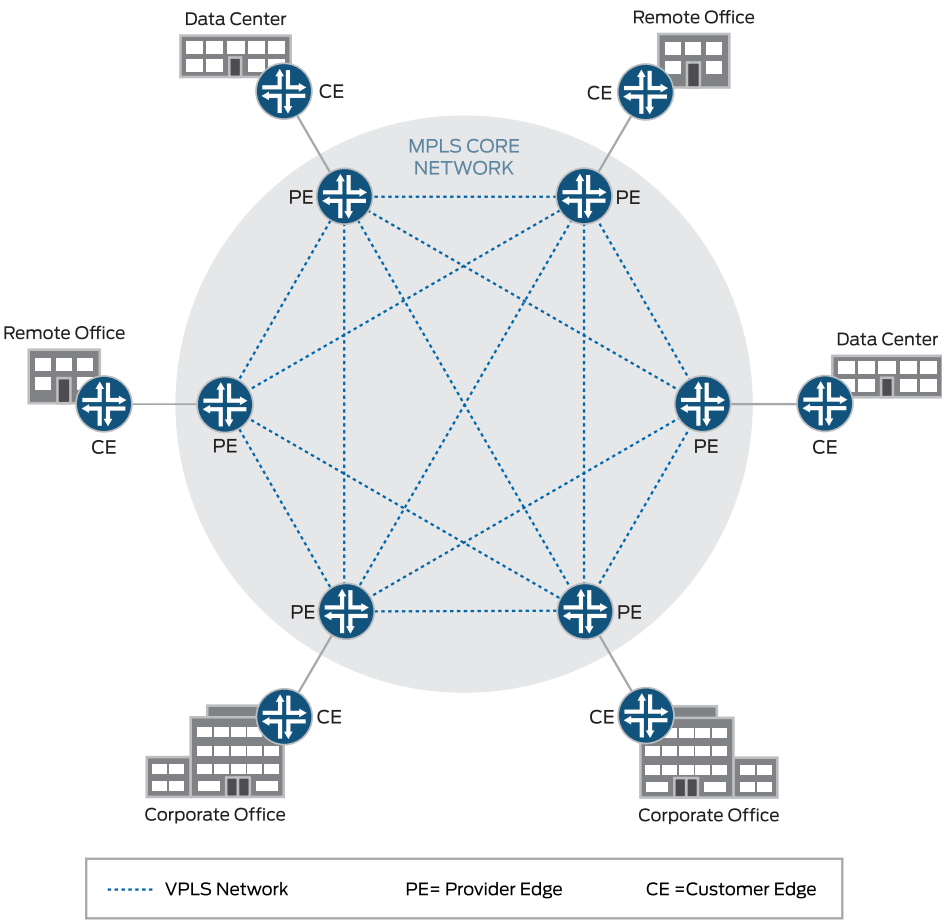 Data Center
Remote Office
CE
CE
MPLS CORE
NETWORK
PE
PE
Remote Office
Data Center
CE
PE
PE
CE
PE
PE
CE
CE
Corporate Office
Corporate Office
VPLS Network
PE= Provider Edge
CE =Customer Edge